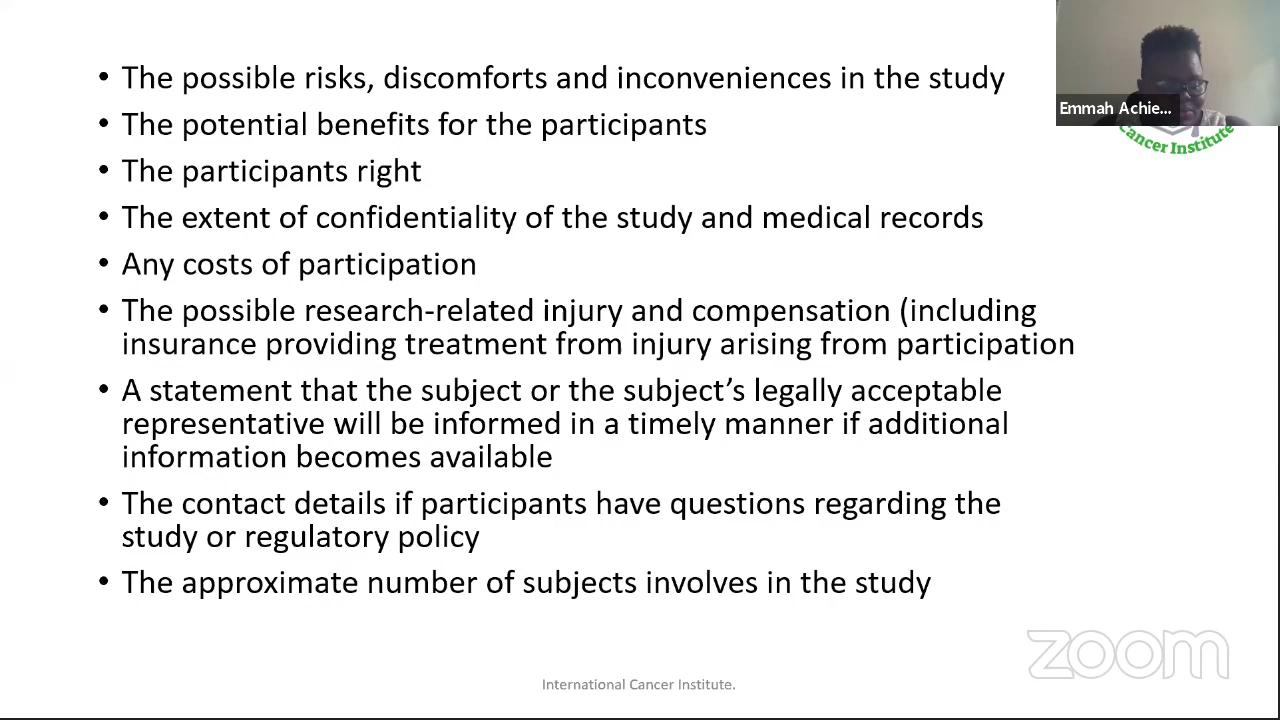 • The possible risks, discomforts and inconveniences in the study
• The potential benefits for the participants
• The participants right
• The extent of confidentiality of the study and medical records
• Any costs of participation
• The possible research-related injury and compensation (including
insurance providing treatment from injury arising from participation
• A statement that the subject or the subject’s legally acceptable
representative will be informed in a timely manner if additional
information becomes available
• The contact details if participants have questions regarding the
study or regulatory policy
• The approximate number of subjects involves in the study
Emmah Achie...
Cancer Institute
zoom
International Cancer Institute.